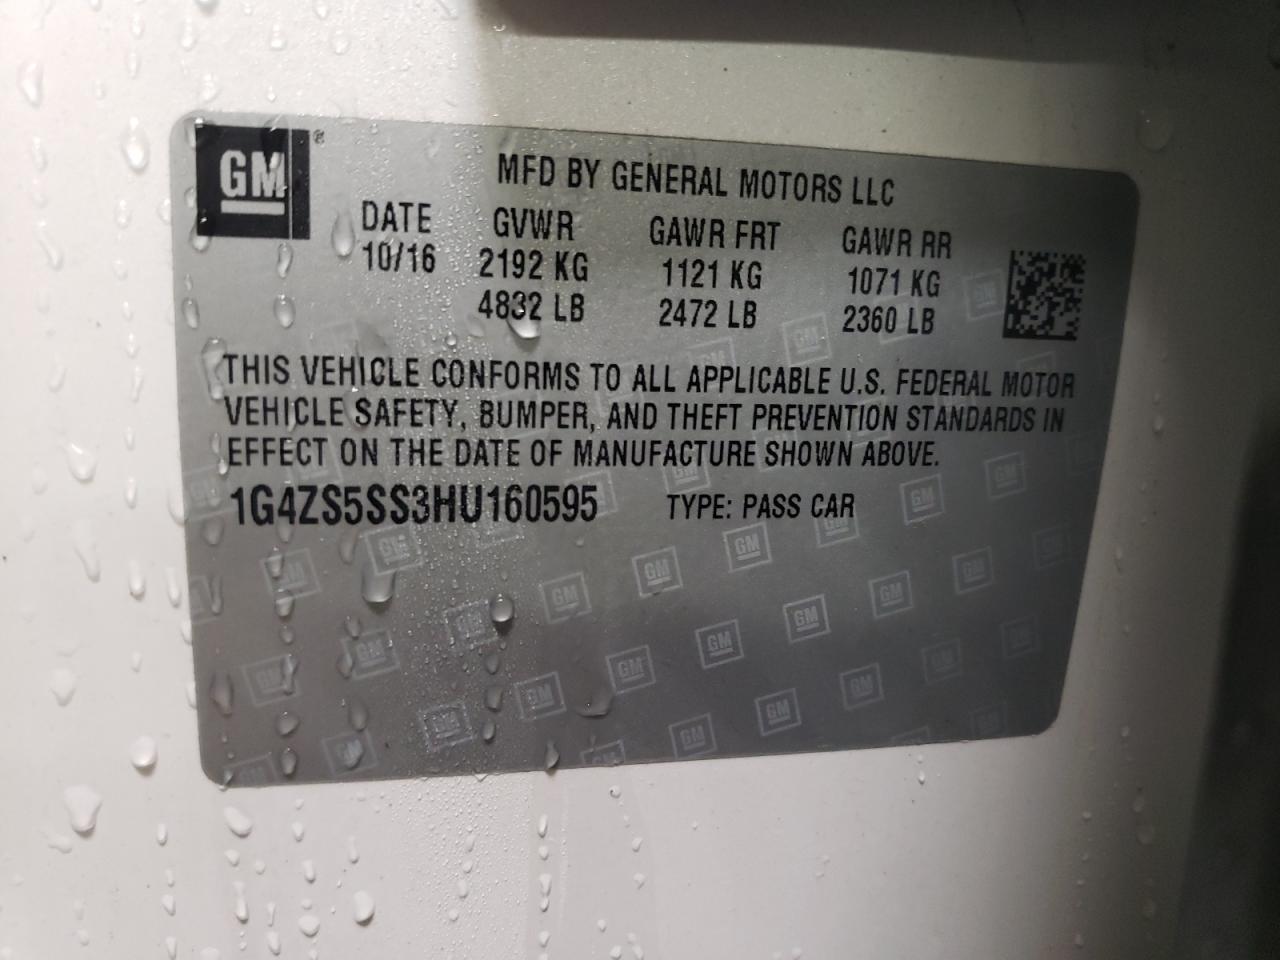 GM®
MFD BY GENERAL MOTORS LLC
DATE GVWR GAWR FRT GAWR RR
10/16 2192 KG 1121 KG 1071 KG
4832 LB 2472 LB 2360 LB
THIS VEHICLE CONFORMS TO ALL APPLICABLE U.S. FEDERAL MOTOR
VEHICLE SAFETY, BUMPER, AND THEFT PREVENTION STANDARDS IN
EFFECT ON THE DATE OF MANUFACTURE SHOWN ABOVE.
1G4ZS5SS3HU160595 TYPE: PASS CAR